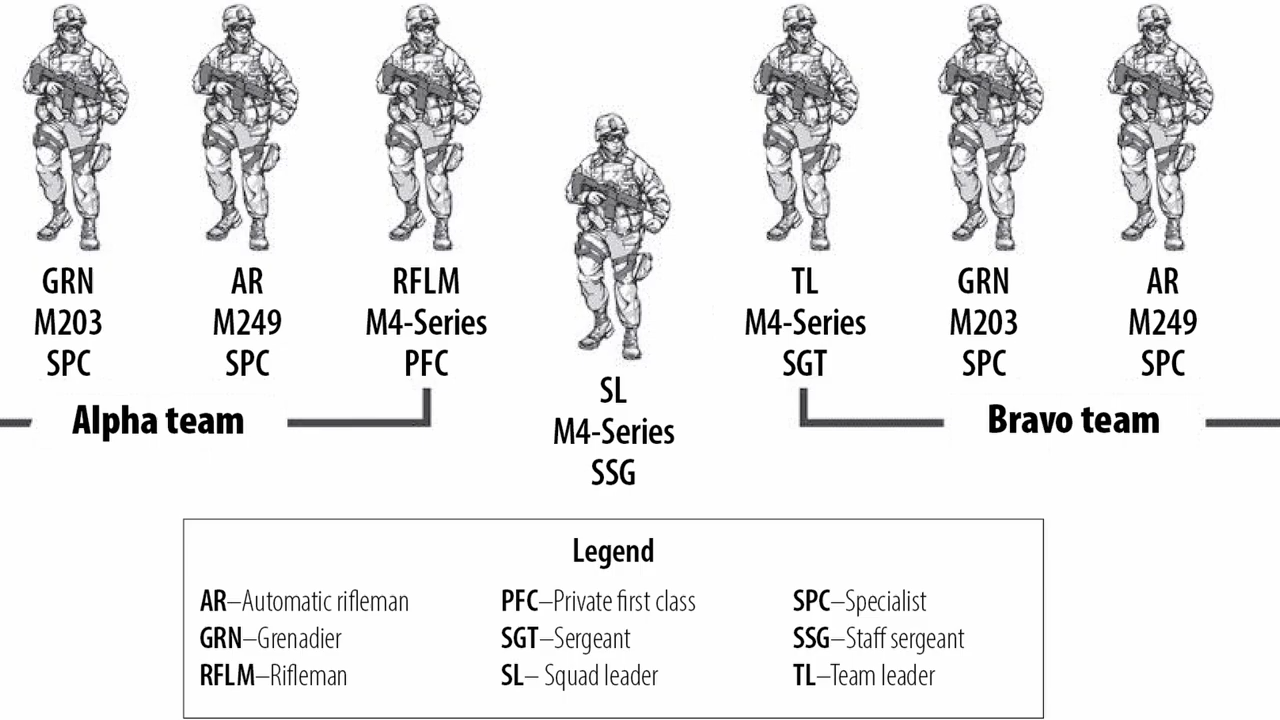 GRN
M203
SPC
AR
M249
SPC
RFLM
M4-Series
PFC
Alpha team
SL
M4-Series
SSG
TL
M4-Series
SGT
GRN
M203
SPC
AR
M249
SPC
Bravo team
Legend
AR–Automatic rifleman
GRN–Grenadier
RFLM–Rifleman
PFC–Private first class
SGT–Sergeant
SL– Squad leader
SPC–Specialist
SSG–Staff sergeant
TL–Team leader